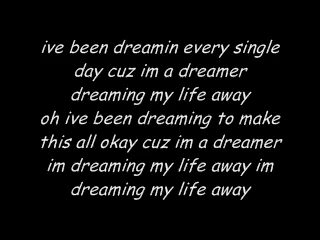 ive been dreamin every single
day cuz im a dreamer
dreaming my life away
oh ive been dreaming to make
this all okay cuz im a dreamer
im dreaming my life away im
dreaming my life away